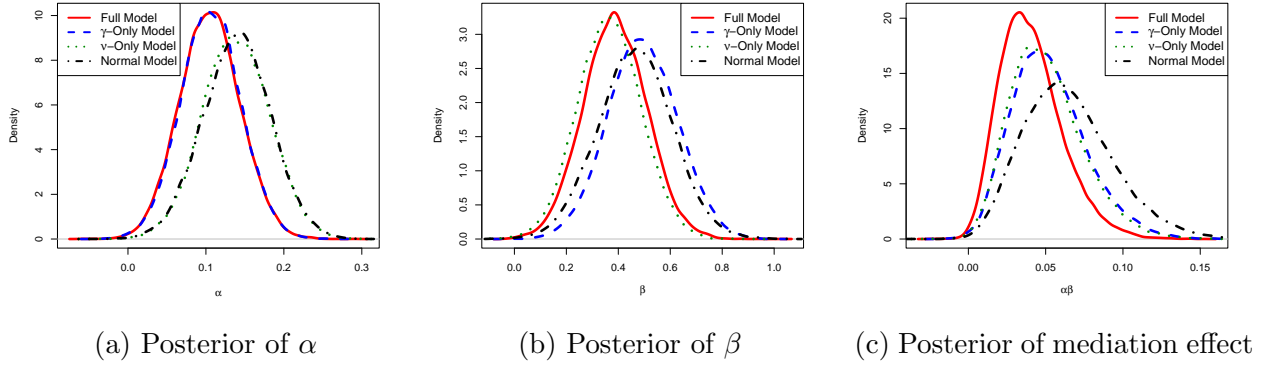 Full Model
γ−Only Model
ν−Only Model
Normal Model
Density
0 2 4 6 8 10
0.0 0.1 0.2 0.3
α
(a) Posterior of α
Full Model
γ−Only Model
ν−Only Model
Normal Model
Density
0.0 0.5 1.0 1.5 2.0 2.5 3.0
0.0 0.2 0.4 0.6 0.8 1.0
β
(b) Posterior of β
Full Model
γ−Only Model
ν−Only Model
Normal Model
Density
0 5 10 15 20
0.00 0.05 0.10 0.15
αβ
(c) Posterior of mediation effect